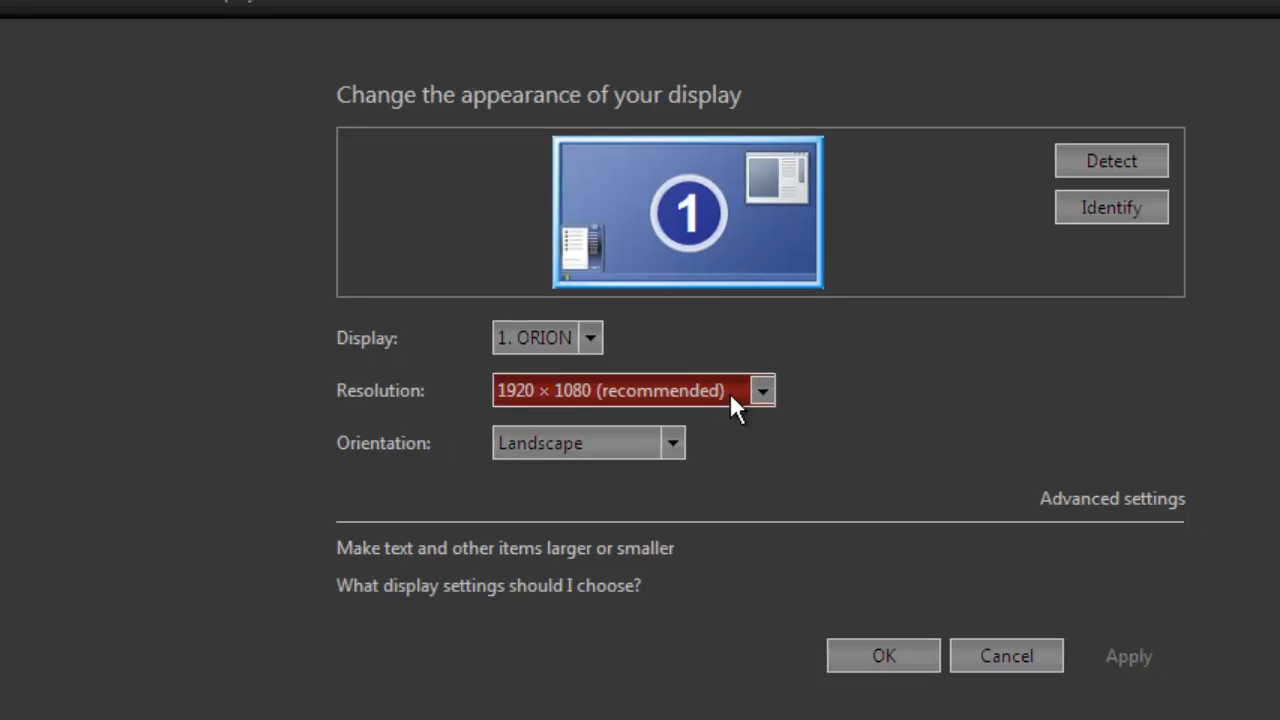 Change the appearance of your display
1
Detect
Identify
Display:
1. ORION
Resolution:
1920 × 1080 (recommended)
Orientation:
Landscape
Advanced settings
Make text and other items larger or smaller
What display settings should I choose?
OK
Cancel
Apply